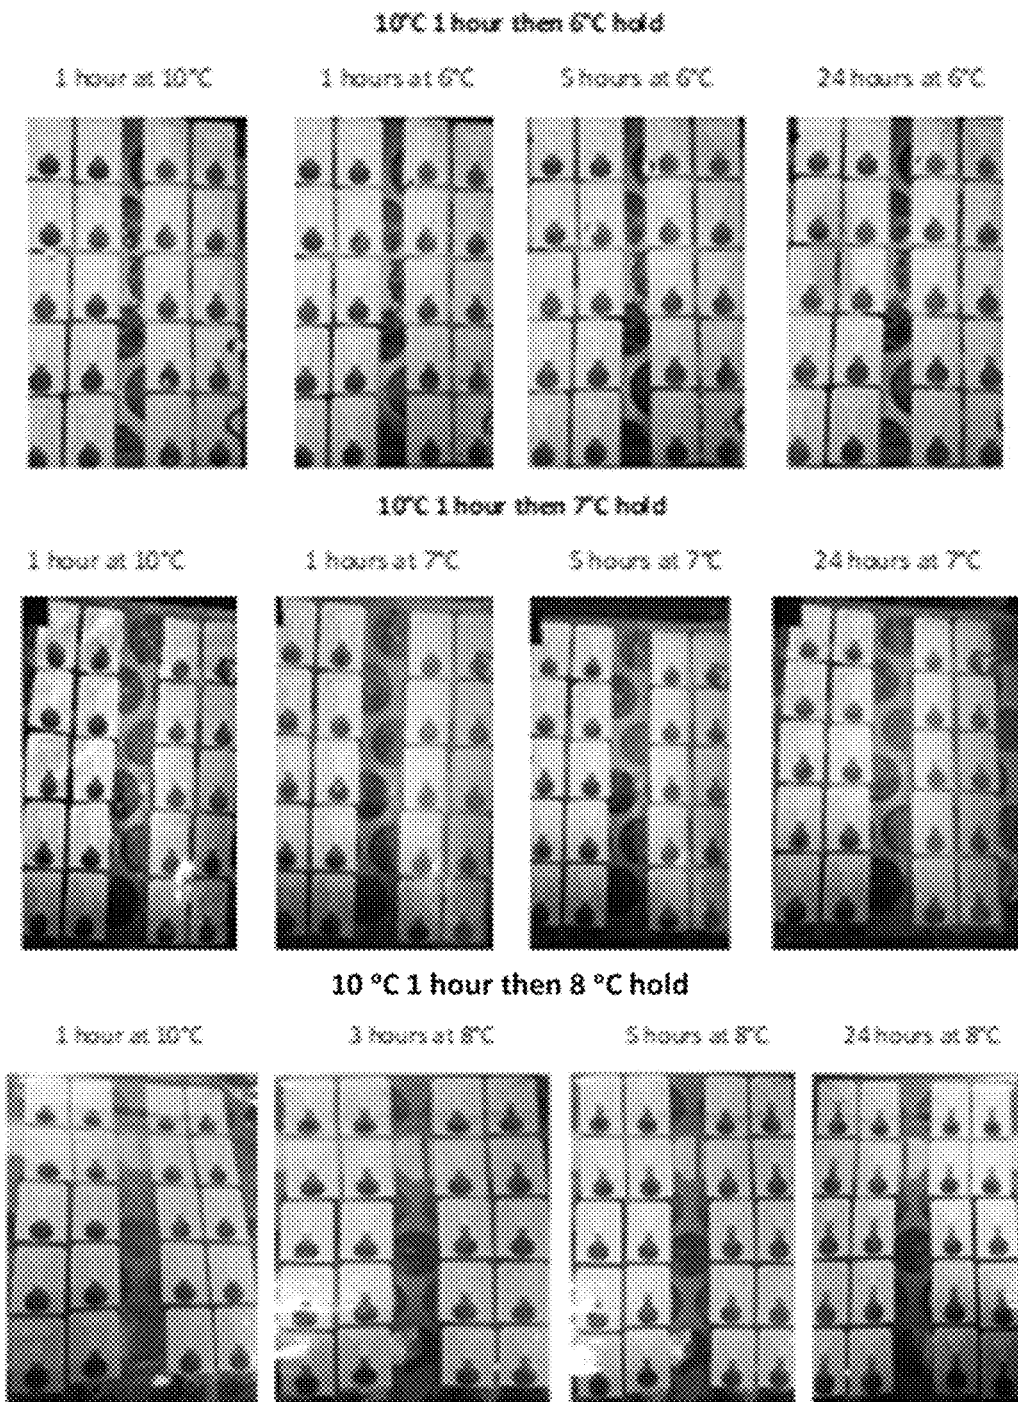 10°C 1 hour then 6°C hold
1 hour at 10°C 1 hours at 6°C 5 hours at 6°C 24 hours at 6°C
10°C 1 hour then 7°C hold
1 hour at 10°C 1 hours at 7°C 5 hours at 7°C 24 hours at 7°C
10 °C 1 hour then 8 °C hold
1 hour at 10°C 3 hours at 8°C 5 hours at 8°C 24 hours at 8°C